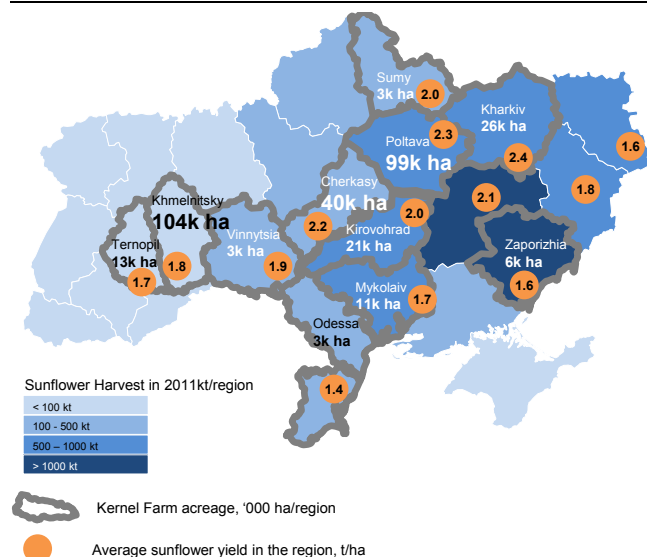 Sumy
3k ha
2.0
Kharkiv
26k ha
2.3
Poltava
99k ha
1.6
2.4
Cherkasy
40k ha
1.8
2.1
Khmelnitsky
104k ha
2.0
2.2
Kirovohrad
21k ha
Vinnytsia
3k ha
Ternopil
13k ha
Zaporizhia
6k ha
1.8
1.9
1.7
1.6
Mykolaiv
11k ha
1.7
Odessa
3k ha
1.4
Sunflower Harvest in 2011kt/region
< 100 kt
100 - 500 kt
500 – 1000 kt
> 1000 kt
Kernel Farm acreage, ‘000 ha/region
Average sunflower yield in the region, t/ha